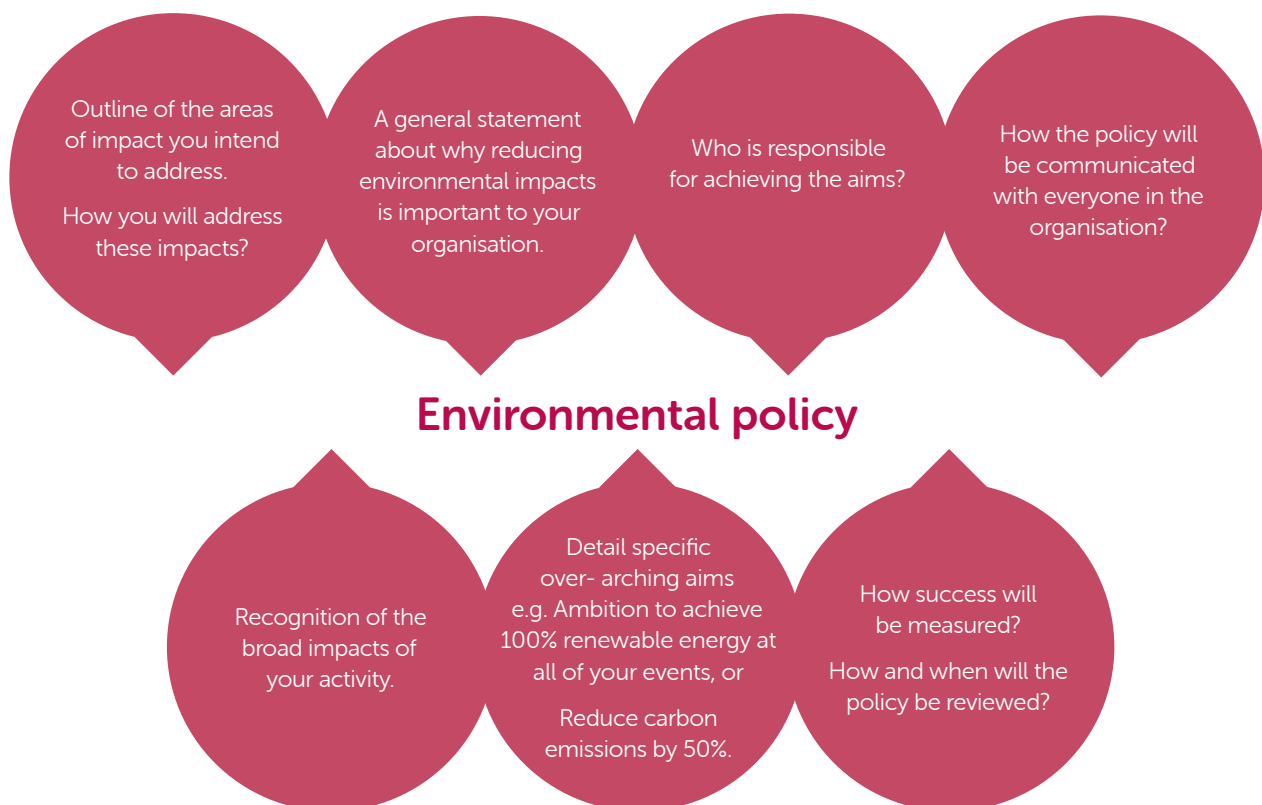 Outline of the areas
of impact you intend
to address.
How you will address
these impacts?
A general statement
about why reducing
environmental impacts
is important to your
organisation.
Who is responsible
for achieving the aims?
How the policy will
be communicated
with everyone in the
organisation?
Environmental policy
Recognition of the
broad impacts of
your activity.
Detail specific
over- arching aims
e.g. Ambition to achieve
100% renewable energy at
all of your events, or
Reduce carbon
emissions by 50%.
How success will
be measured?
How and when will the
policy be reviewed?